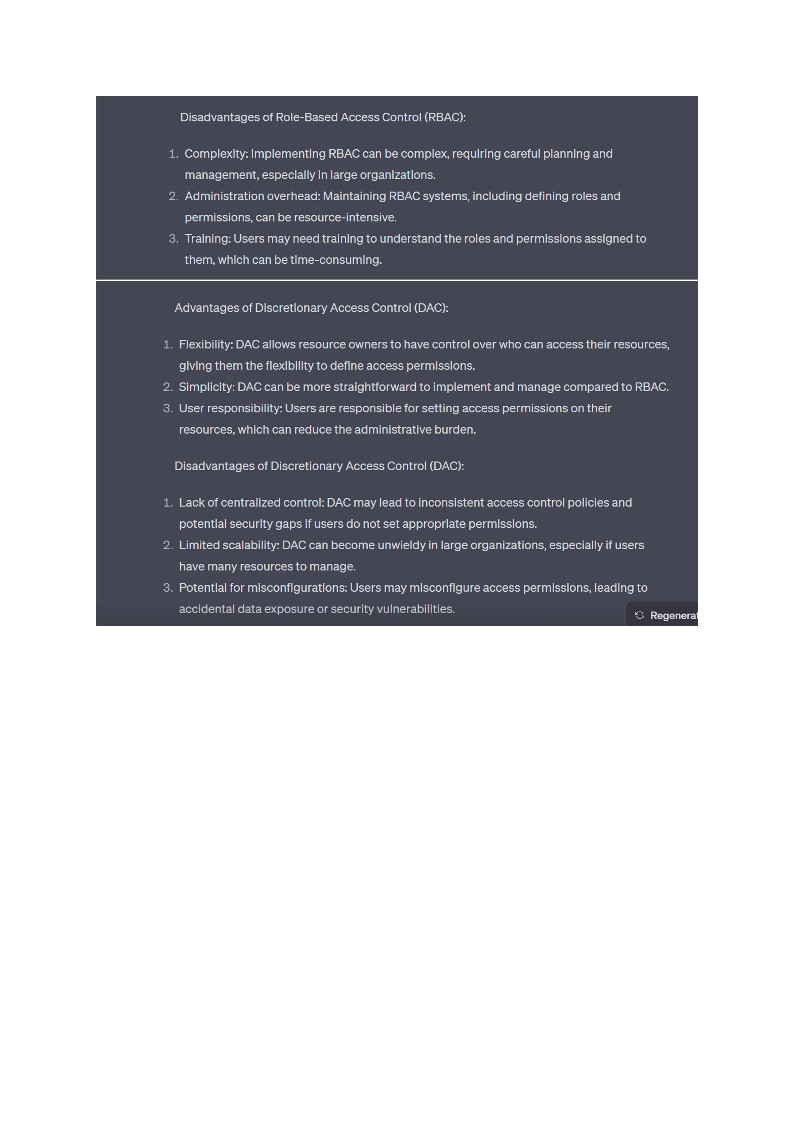 Disadvantages of Role-Based Access Control (RBAC):
1. Complexity: Implementing RBAC can be complex, requiring careful planning and
management, especially in large organizations.
2. Administration overhead: Maintaining RBAC systems, including defining roles and
permissions, can be resource-intensive.
3. Training: Users may need training to understand the roles and permissions assigned to
them, which can be time-consuming.
Advantages of Discretionary Access Control (DAC):
1. Flexibility: DAC allows resource owners to have control over who can access their resources,
giving them the flexibility to define access permissions.
2. Simplicity: DAC can be more straightforward to implement and manage compared to RBAC.
3. User responsibility: Users are responsible for setting access permissions on their
resources, which can reduce the administrative burden.
Disadvantages of Discretionary Access Control (DAC):
1. Lack of centralized control: DAC may lead to inconsistent access control policies and
potential security gaps if users do not set appropriate permissions.
2. Limited scalability: DAC can become unwieldy in large organizations, especially if users
have many resources to manage.
3. Potential for misconfigurations: Users may misconfigure access permissions, leading to
accidental data exposure or security vulnerabilities.
Regenerat